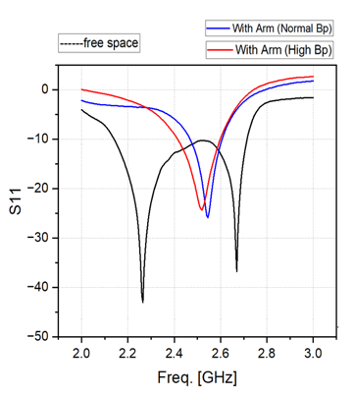 With Arm (Normal Bp)
------free space
With Arm (High Bp)
0
−10
−20
−30
−40
−50
S11
2.0 2.2 2.4 2.6 2.8 3.0
Freq. [GHz]